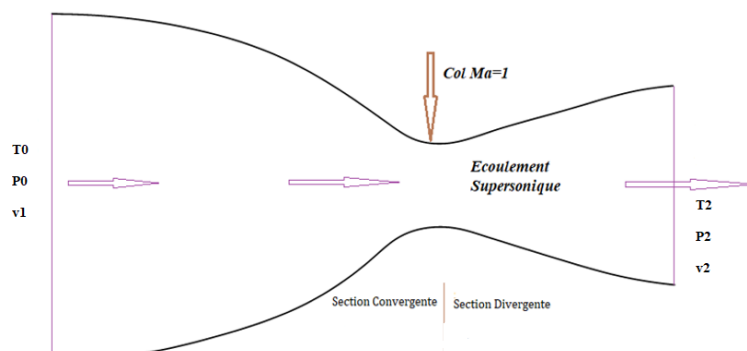 Col Ma=1
T0
P0
v1
Ecoulement
Supersonique
T2
P2
v2
Section Convergente
Section Divergente